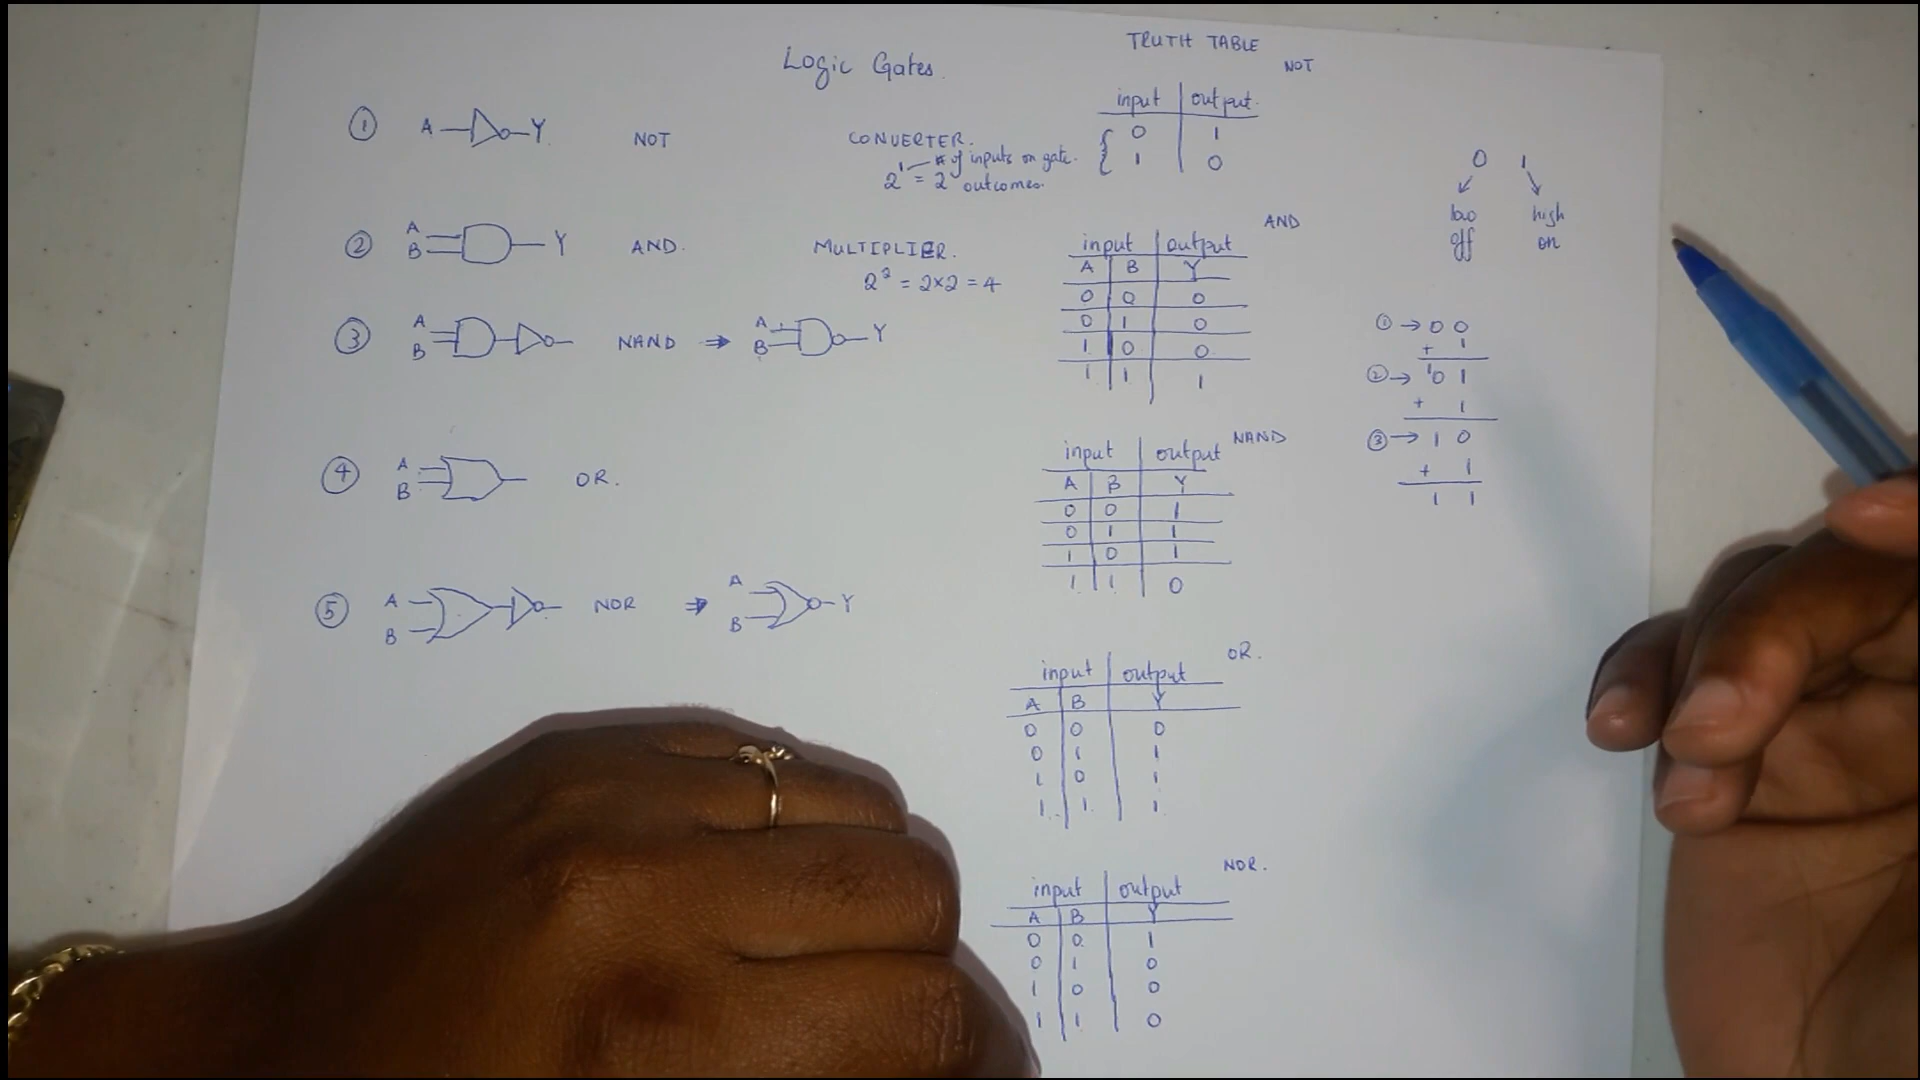 Logic Gates.
① A Y NOT CONVERTER.
2¹ = 2 # of inputs on gate.
outcomes.
② A B Y AND. MULTIPLIER.
2² = 2×2 = 4
③ A B NAND ⇒ A B Y
④ A B OR.
⑤ A B NOR ⇒ A B Y
TRUTH TABLE
NOT
input output.
0 1
1 0
AND
input output
A B Y
0 0 0
0 1 0
1 0 0
1 1 1
NAND
input output
A B Y
0 0 1
0 1 1
1 0 1
1 1 0
OR.
input output
A B Y
0 0 0
0 1 1
1 0 1
1 1 1
NOR.
input output
A B Y
0 0 1
0 1 0
1 0 0
1 1 0
0 1
low high
off on
① → 0 0
+ 1
② → ¹0 1
+ 1
③ → 1 0
+ 1
1 1